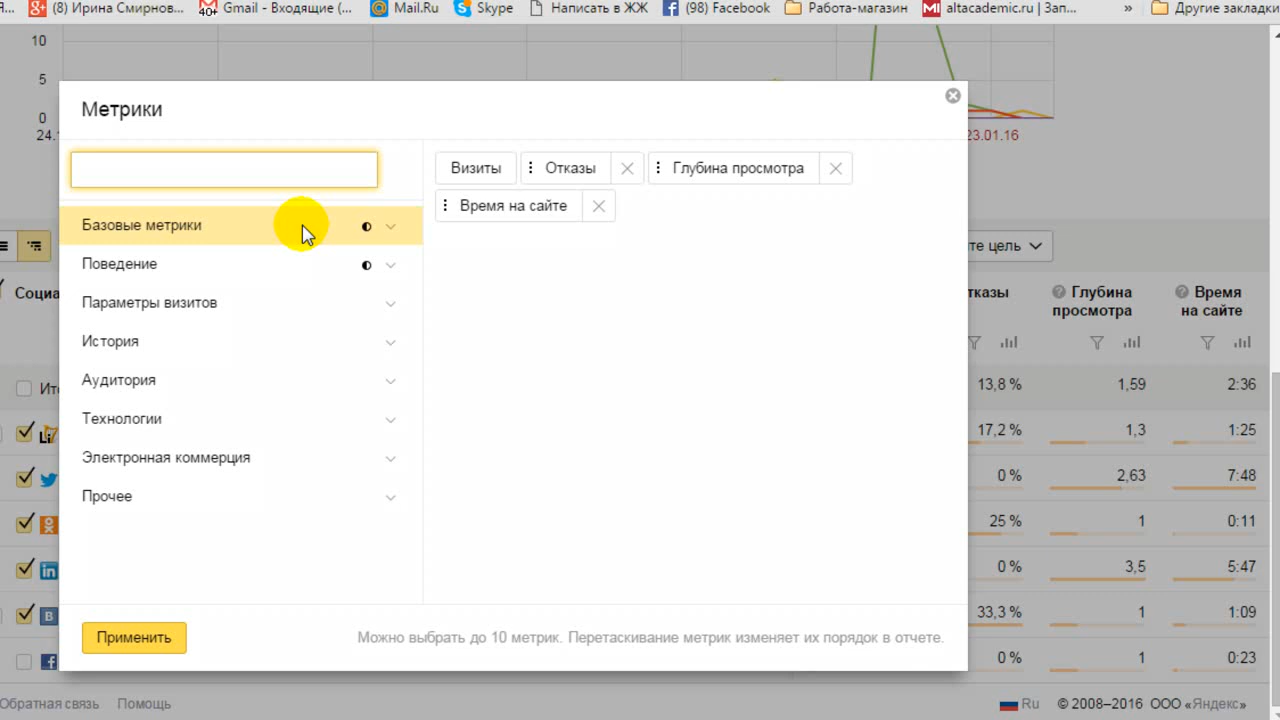 Я... (8) Ирина Смирнов... 40+ Gmail - Входящие (... Mail.Ru Skype Написать в ЖЖ (98) Facebook Работа-магазин altacademic.ru | Зап... » Другие закладки
10
5
0
24.
23.01.16
Метрики
Визиты Отказы Глубина просмотра
Время на сайте
Базовые метрики
Поведение
Параметры визитов
История
Аудитория
Технологии
Электронная коммерция
Прочее
Применить Можно выбрать до 10 метрик. Перетаскивание метрик изменяет их порядок в отчете.
те цель
Социа
тказы Глубина просмотра Время на сайте
Ито 13,8 % 1,59 2:36
17,2 % 1,3 1:25
0 % 2,63 7:48
25 % 1 0:11
0 % 3,5 5:47
33,3 % 1 1:09
0 % 1 0:23
Обратная связь Помощь Ru © 2008–2016 ООО «Яндекс»